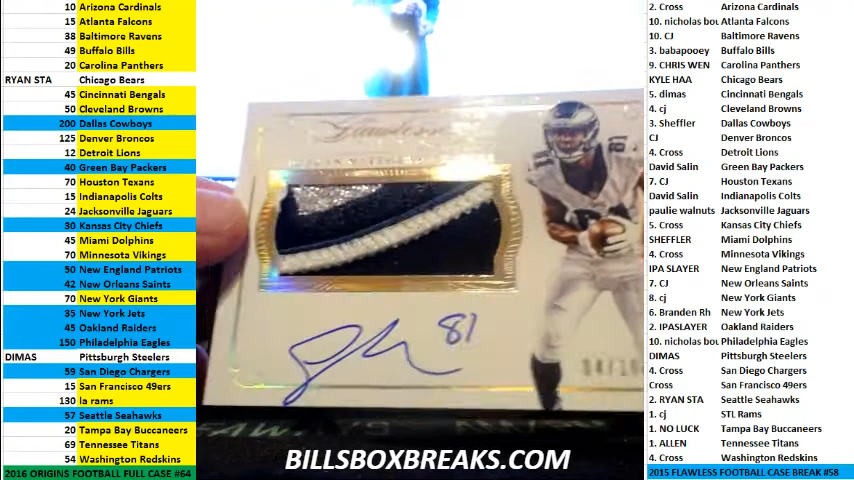 10 Arizona Cardinals
15 Atlanta Falcons
38 Baltimore Ravens
49 Buffalo Bills
20 Carolina Panthers
RYAN STA Chicago Bears
45 Cincinnati Bengals
50 Cleveland Browns
200 Dallas Cowboys
125 Denver Broncos
12 Detroit Lions
40 Green Bay Packers
70 Houston Texans
15 Indianapolis Colts
24 Jacksonville Jaguars
30 Kansas City Chiefs
45 Miami Dolphins
70 Minnesota Vikings
50 New England Patriots
42 New Orleans Saints
70 New York Giants
35 New York Jets
45 Oakland Raiders
150 Philadelphia Eagles
DIMAS Pittsburgh Steelers
59 San Diego Chargers
15 San Francisco 49ers
130 la rams
57 Seattle Seahawks
20 Tampa Bay Buccaneers
69 Tennessee Titans
54 Washington Redskins
2016 ORIGINS FOOTBALL FULL CASE #64
Flawless
81
81
04/10
BILLSBOXBREAKS.COM
2. Cross Arizona Cardinals
10. nicholas bou Atlanta Falcons
10. CJ Baltimore Ravens
3. babapooey Buffalo Bills
9. CHRIS WEN Carolina Panthers
KYLE HAA Chicago Bears
5. dimas Cincinnati Bengals
4. cj Cleveland Browns
3. Sheffler Dallas Cowboys
CJ Denver Broncos
4. Cross Detroit Lions
David Salin Green Bay Packers
7. CJ Houston Texans
David Salin Indianapolis Colts
paulie walnuts Jacksonville Jaguars
5. Cross Kansas City Chiefs
SHEFFLER Miami Dolphins
4. Cross Minnesota Vikings
IPA SLAYER New England Patriots
7. CJ New Orleans Saints
8. cj New York Giants
6. Branden Rh New York Jets
2. IPASLAYER Oakland Raiders
10. nicholas bou Philadelphia Eagles
DIMAS Pittsburgh Steelers
4. Cross San Diego Chargers
Cross San Francisco 49ers
2. RYAN STA Seattle Seahawks
1. cj STL Rams
1. NO LUCK Tampa Bay Buccaneers
1. ALLEN Tennessee Titans
4. Cross Washington Redskins
2015 FLAWLESS FOOTBALL CASE BREAK #58